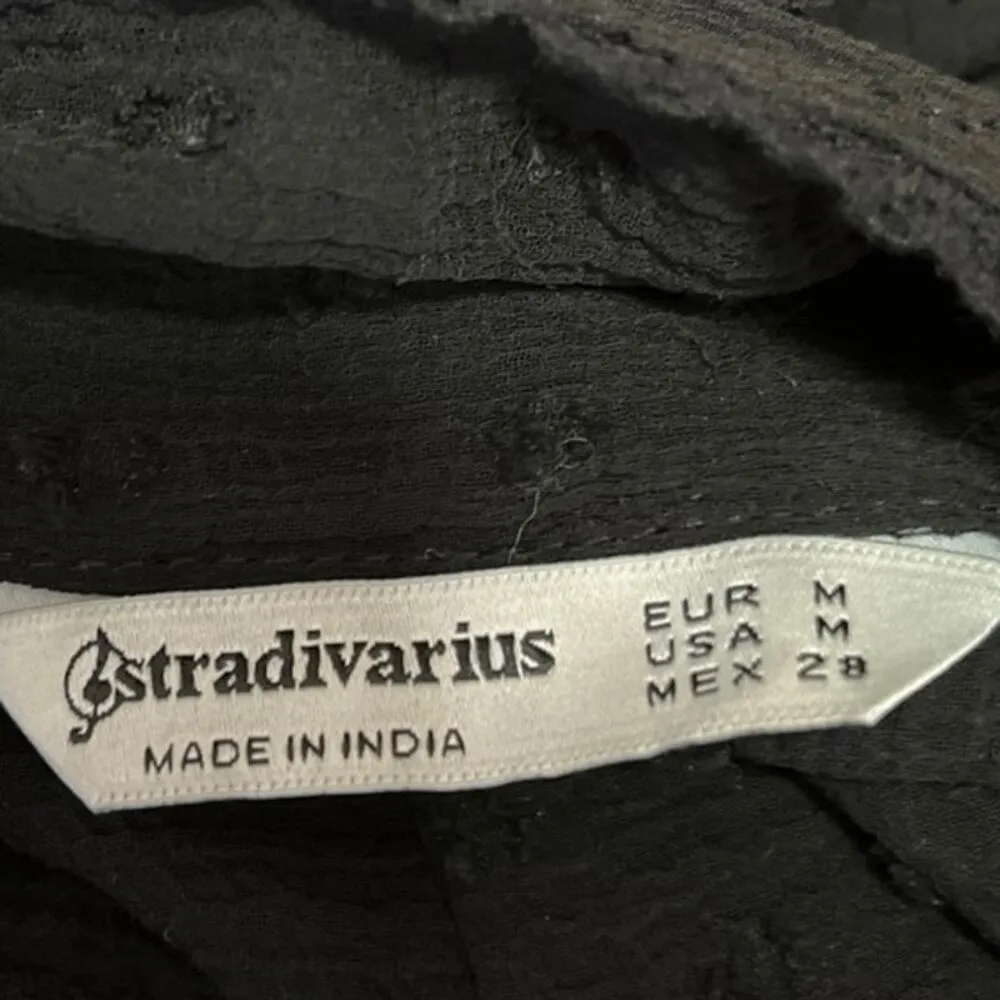 stradivarius
MADE IN INDIA
EUR M
USA M
MEX 28